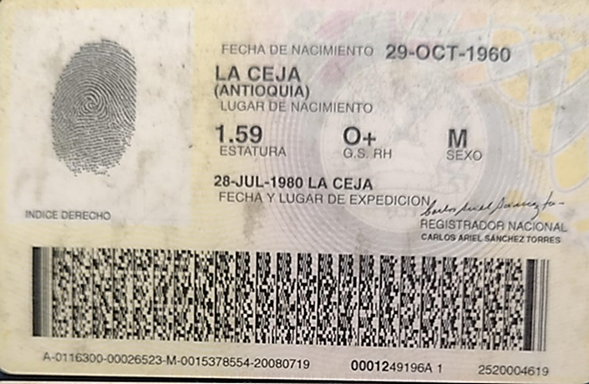 FECHA DE NACIMIENTO 29-OCT-1960
LA CEJA
(ANTIOQUIA)
LUGAR DE NACIMIENTO
1.59 O+ M
ESTATURA G.S. RH SEXO
28-JUL-1980 LA CEJA
FECHA Y LUGAR DE EXPEDICION
REGISTRADOR NACIONAL
CARLOS ARIEL SÁNCHEZ TORRES
INDICE DERECHO
A-0116300-00026523-M-0015378554-20080719 0001249196A 1 2520004619